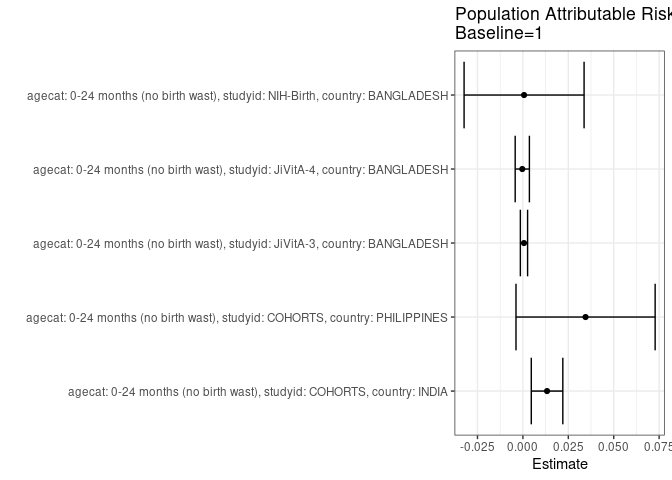 Population Attributable Risk
Baseline=1
agecat: 0-24 months (no birth wast), studyid: NIH-Birth, country: BANGLADESH
agecat: 0-24 months (no birth wast), studyid: JiVitA-4, country: BANGLADESH
agecat: 0-24 months (no birth wast), studyid: JiVitA-3, country: BANGLADESH
agecat: 0-24 months (no birth wast), studyid: COHORTS, country: PHILIPPINES
agecat: 0-24 months (no birth wast), studyid: COHORTS, country: INDIA
-0.025 0.000 0.025 0.050 0.075
Estimate